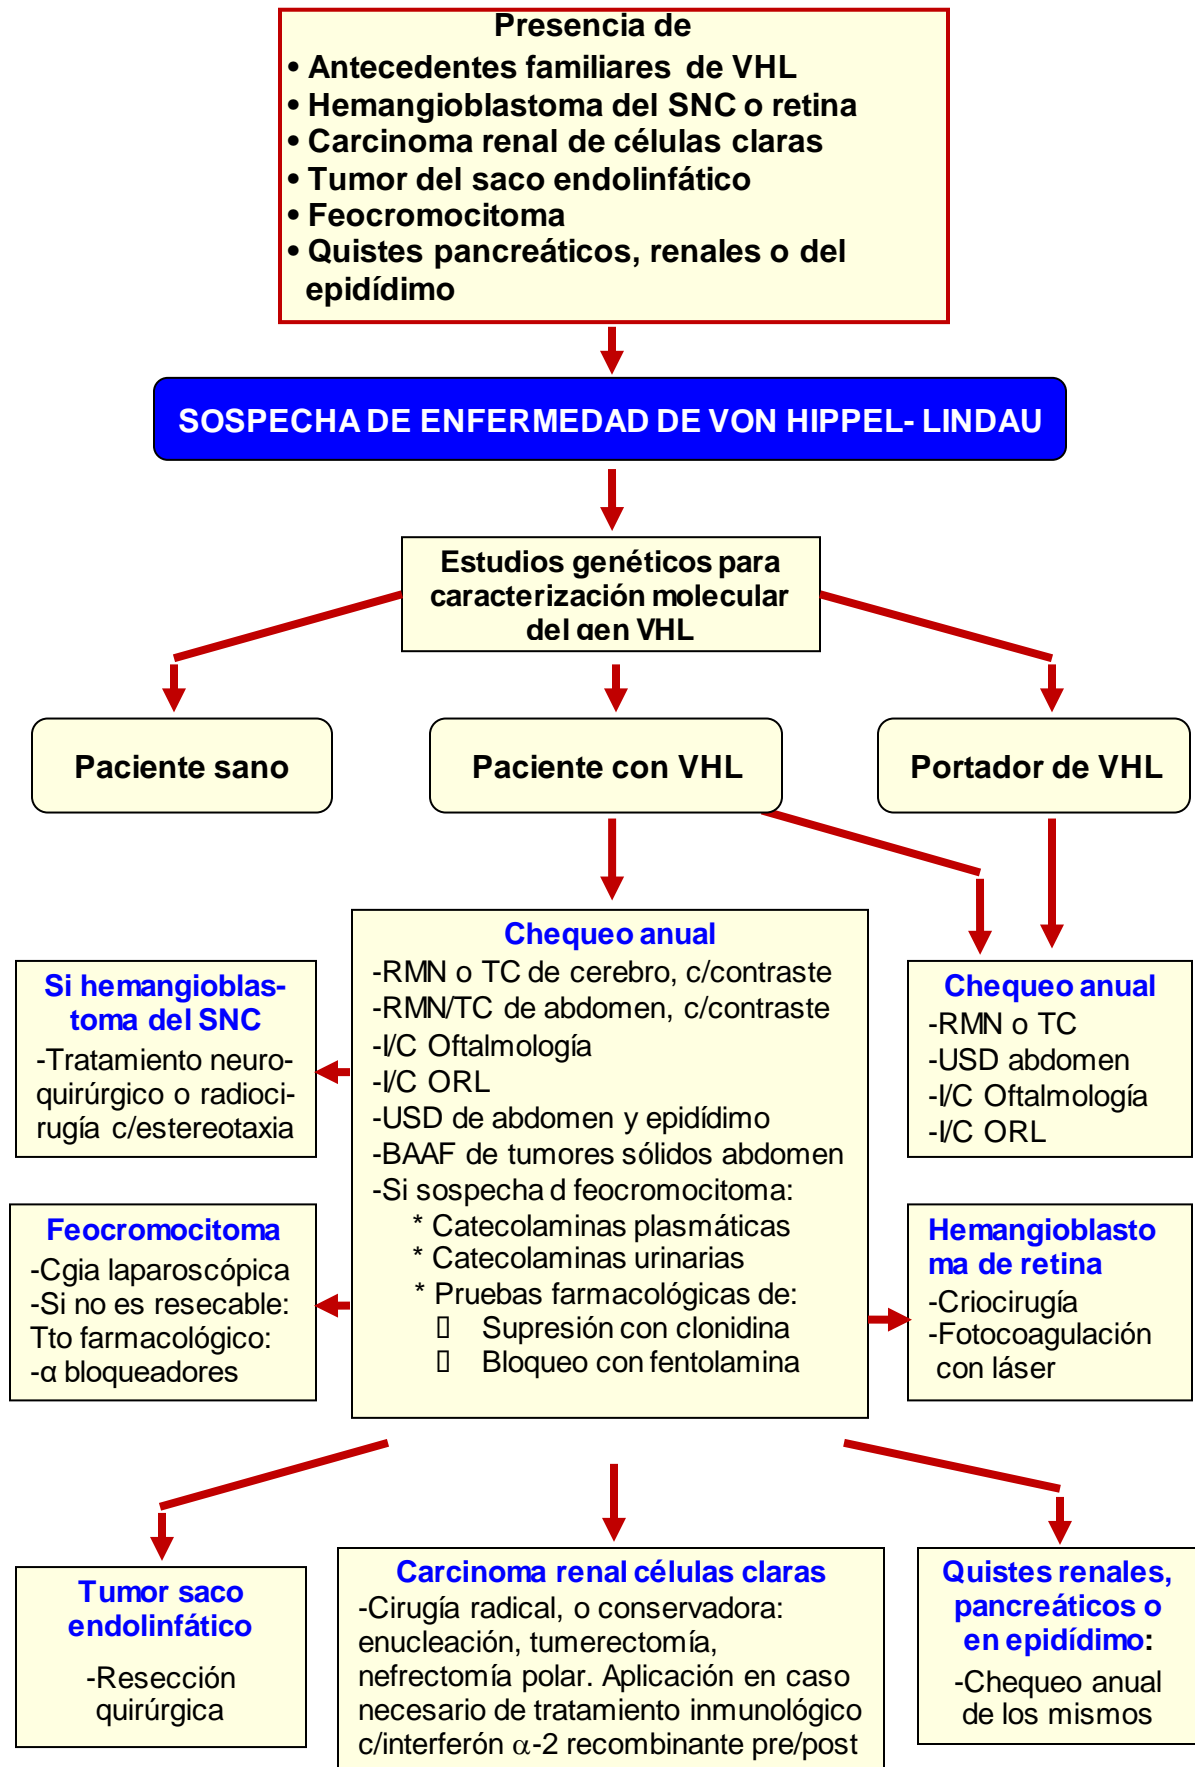 Presencia de
• Antecedentes familiares de VHL
• Hemangioblastoma del SNC o retina
• Carcinoma renal de células claras
• Tumor del saco endolinfático
• Feocromocitoma
• Quistes pancreáticos, renales o del
epidídimo
SOSPECHA DE ENFERMEDAD DE VON HIPPEL- LINDAU
Estudios genéticos para
caracterización molecular
del gen VHL
Paciente sano
Paciente con VHL
Portador de VHL
Chequeo anual
-RMN o TC de cerebro, c/contraste
-RMN/TC de abdomen, c/contraste
-I/C Oftalmología
-I/C ORL
-USD de abdomen y epidídimo
-BAAF de tumores sólidos abdomen
-Si sospecha d feocromocitoma:
* Catecolaminas plasmáticas
* Catecolaminas urinarias
* Pruebas farmacológicas de:
▯ Supresión con clonidina
▯ Bloqueo con fentolamina
Si hemangioblas-
toma del SNC
-Tratamiento neuro-
quirúrgico o radioci-
rugía c/estereotaxia
Chequeo anual
-RMN o TC
-USD abdomen
-I/C Oftalmología
-I/C ORL
Feocromocitoma
-Cgia laparoscópica
-Si no es resecable:
Tto farmacológico:
-α bloqueadores
Hemangioblasto
ma de retina
-Criocirugía
-Fotocoagulación
con láser
Tumor saco
endolinfático
-Resección
quirúrgica
Carcinoma renal células claras
-Cirugía radical, o conservadora:
enucleación, tumerectomía,
nefrectomía polar. Aplicación en caso
necesario de tratamiento inmunológico
c/interferón α-2 recombinante pre/post
Quistes renales,
pancreáticos o
en epidídimo:
-Chequeo anual
de los mismos